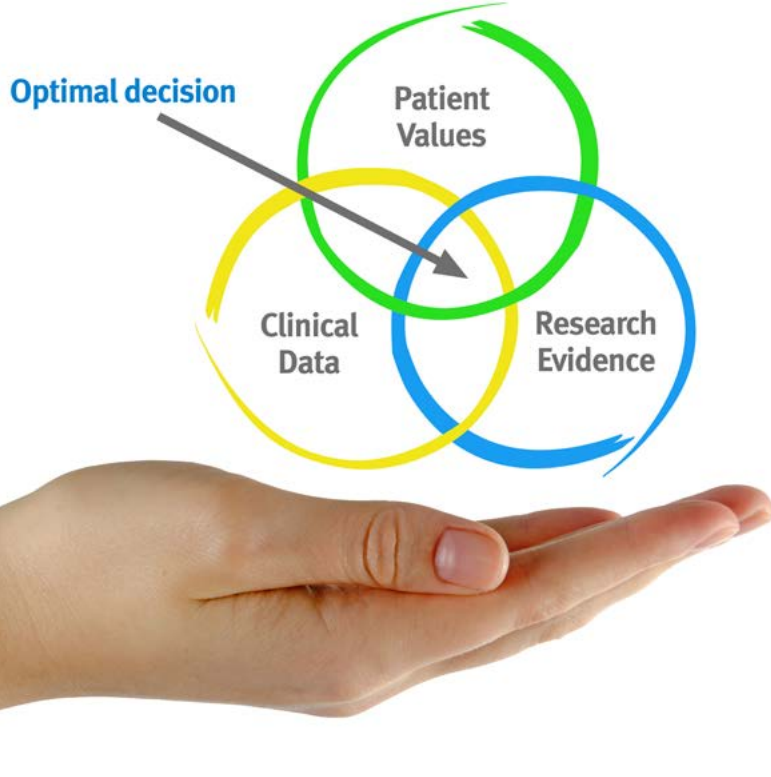 Optimal decision
Patient
Values
Clinical
Data
Research
Evidence